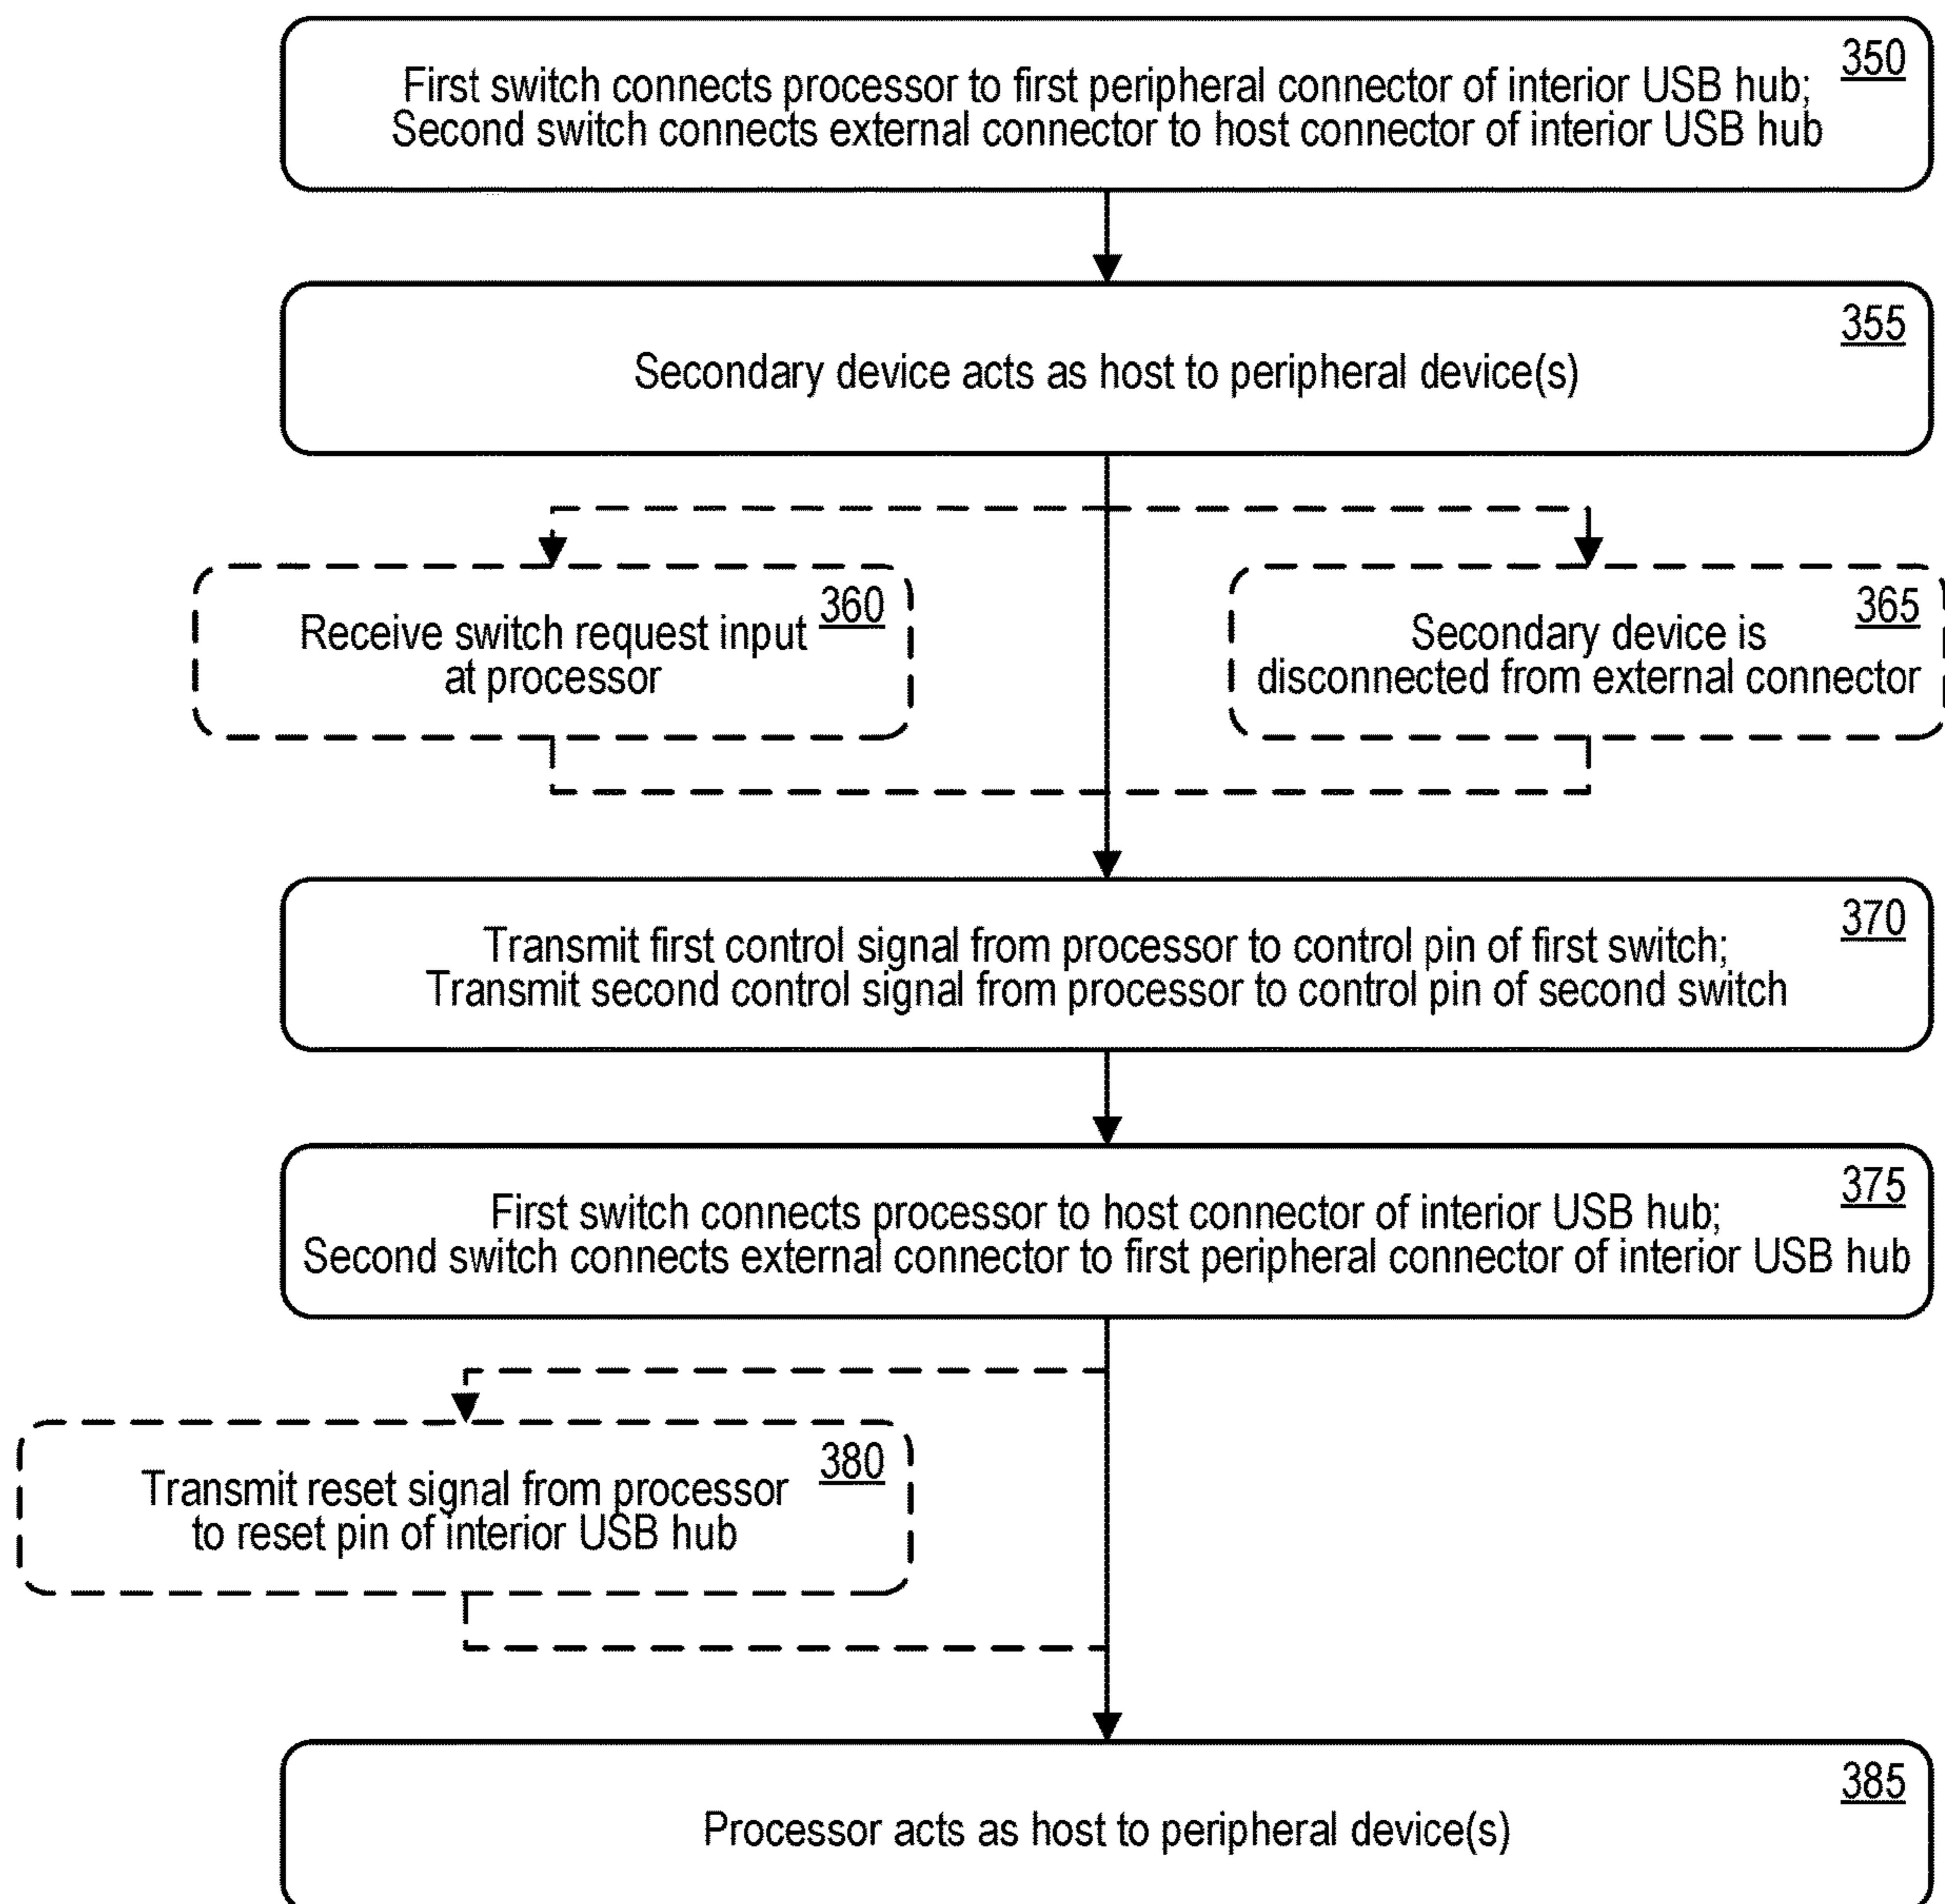 350
First switch connects processor to first peripheral connector of interior USB hub;
Second switch connects external connector to host connector of interior USB hub
355
Secondary device acts as host to peripheral device(s)
360
Receive switch request input
at processor
365
Secondary device is
disconnected from external connector
370
Transmit first control signal from processor to control pin of first switch;
Transmit second control signal from processor to control pin of second switch
375
First switch connects processor to host connector of interior USB hub;
Second switch connects external connector to first peripheral connector of interior USB hub
380
Transmit reset signal from processor
to reset pin of interior USB hub
385
Processor acts as host to peripheral device(s)